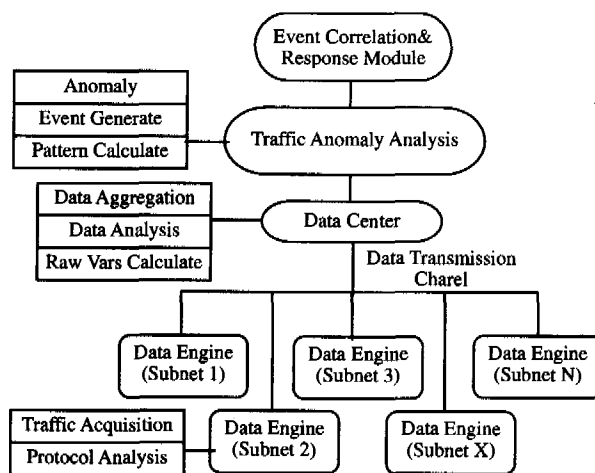 Event Correlation&
Response Module
Anomaly
Event Generate
Pattern Calculate
Traffic Anomaly Analysis
Data Aggregation
Data Analysis
Raw Vars Calculate
Data Center
Data Transmission
Charel
Data Engine
(Subnet 1)
Data Engine
(Subnet 3)
Data Engine
(Subnet N)
Traffic Acquisition
Protocol Analysis
Data Engine
(Subnet 2)
Data Engine
(Subnet X)